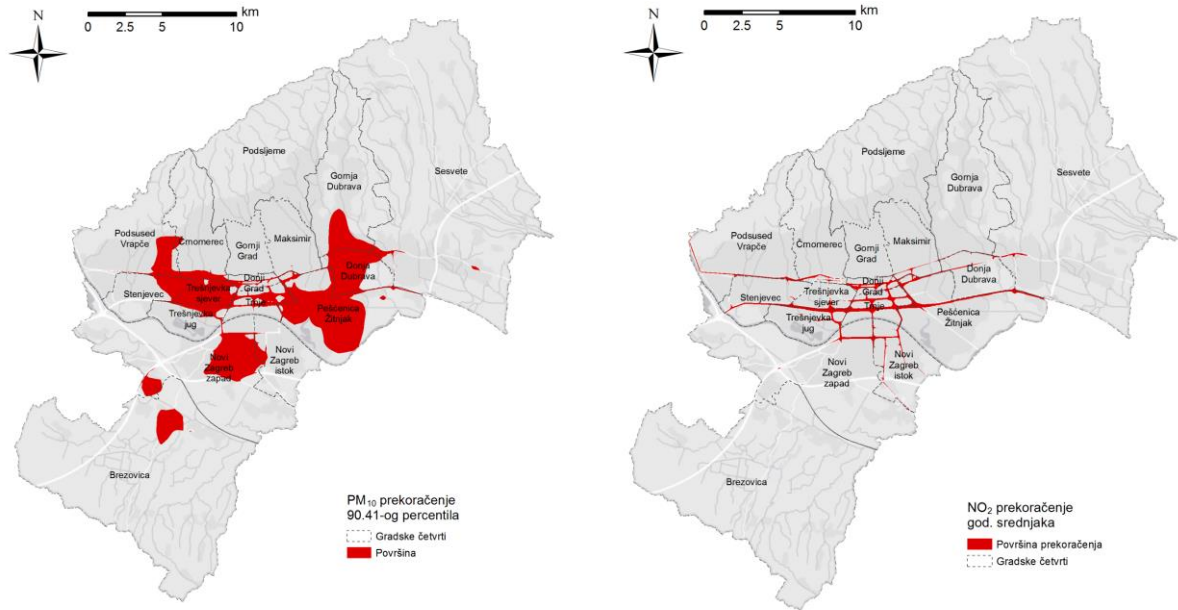 N
km
0 2.5 5 10
Podsljeme
Sesvete
Gornja
Dubrava
Podsused
Vrapče
Črnomerec
Gornji
Grad
Maksimir
Donji
Grad
Donja
Dubrava
Stenjevec
Trešnjevka
sjever
Trnje
Peščenica
Žitnjak
Trešnjevka
jug
Novi
Zagreb
zapad
Novi
Zagreb
istok
Brezovica
PM₁₀ prekoračenje
90.41-og percentila
Gradske četvrti
Površina
N
km
0 2.5 5 10
Podsljeme
Sesvete
Gornja
Dubrava
Podsused
Vrapče
Črnomerec
Gornji
Grad
Maksimir
Donji
Grad
Donja
Dubrava
Stenjevec
Trešnjevka
sjever
Trnje
Peščenica
Žitnjak
Trešnjevka
jug
Novi
Zagreb
zapad
Novi
Zagreb
istok
Brezovica
NO₂ prekoračenje
god. srednjaka
Površina prekoračenja
Gradske četvrti